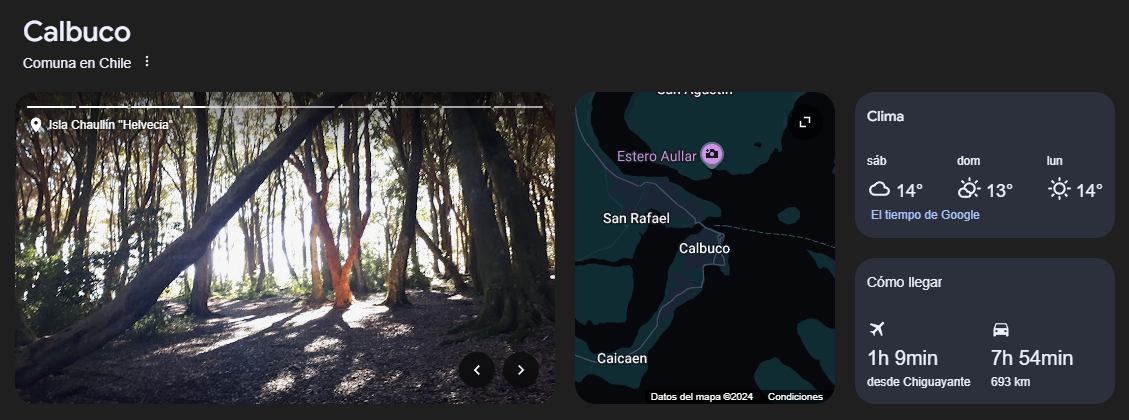 Calbuco
Comuna en Chile
Isla Chaullín "Helvecia"
San Agustín
Estero Aullar
San Rafael
Calbuco
Caicaen
Datos del mapa ©2024 Condiciones
Clima
sáb dom lun
14° 13° 14°
El tiempo de Google
Cómo llegar
1h 9min 7h 54min
desde Chiguayante 693 km